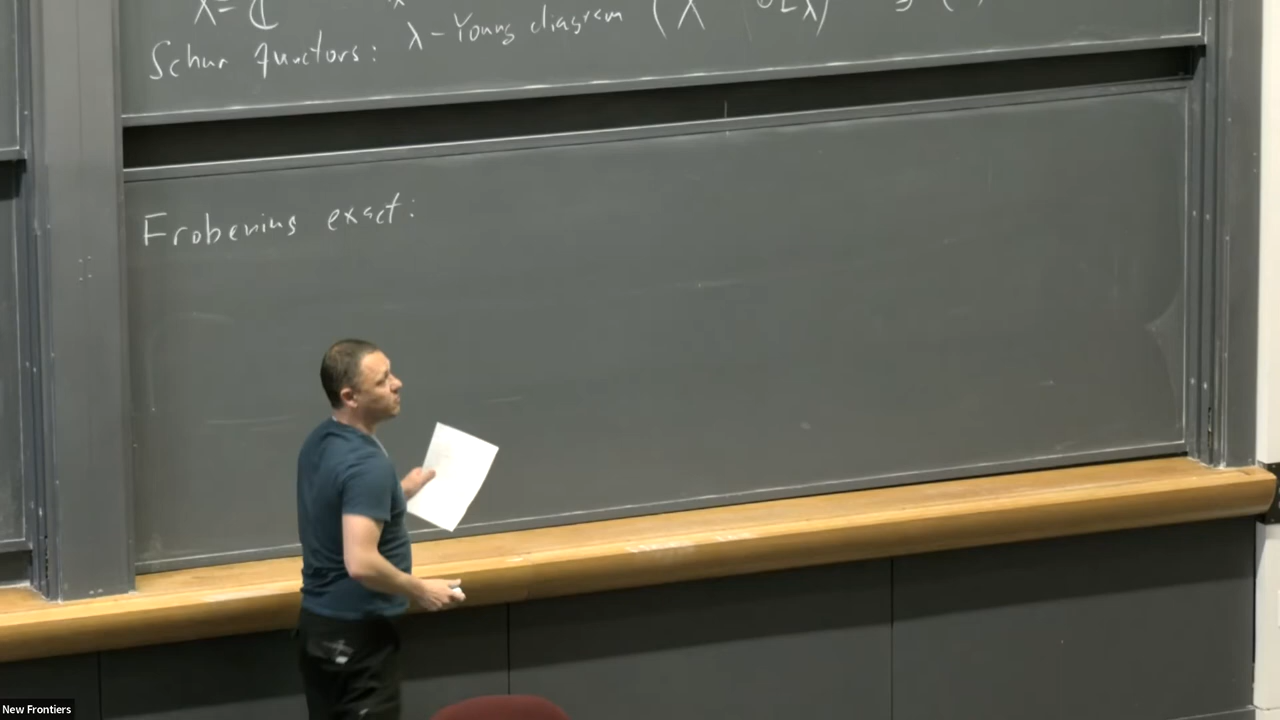 Schur functors: λ - Young diagram
Frobenius exact:
New Frontiers